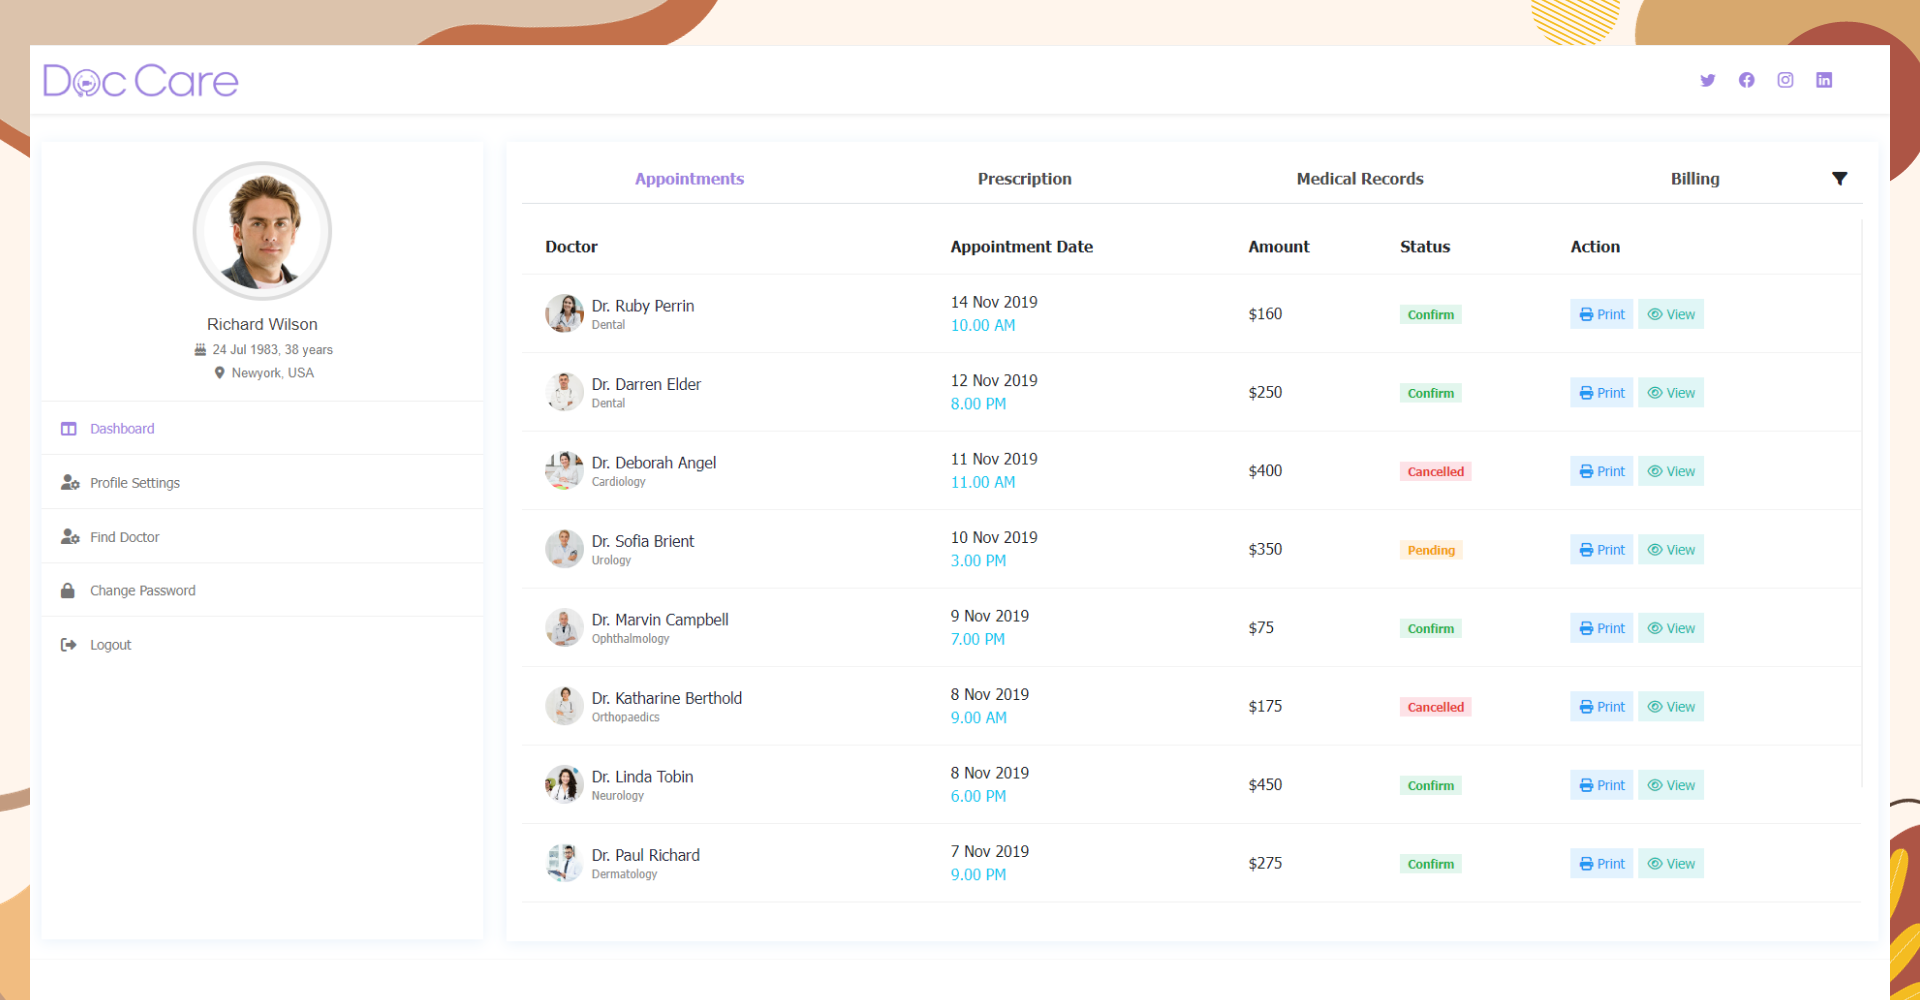 Doc Care
Richard Wilson
24 Jul 1983, 38 years
Newyork, USA
Dashboard
Profile Settings
Find Doctor
Change Password
Logout
Appointments Prescription Medical Records Billing
Doctor Appointment Date Amount Status Action
Dr. Ruby Perrin
Dental
14 Nov 2019
10.00 AM
$160 Confirm Print View
Dr. Darren Elder
Dental
12 Nov 2019
8.00 PM
$250 Confirm Print View
Dr. Deborah Angel
Cardiology
11 Nov 2019
11.00 AM
$400 Cancelled Print View
Dr. Sofia Brient
Urology
10 Nov 2019
3.00 PM
$350 Pending Print View
Dr. Marvin Campbell
Ophthalmology
9 Nov 2019
7.00 PM
$75 Confirm Print View
Dr. Katharine Berthold
Orthopaedics
8 Nov 2019
9.00 AM
$175 Cancelled Print View
Dr. Linda Tobin
Neurology
8 Nov 2019
6.00 PM
$450 Confirm Print View
Dr. Paul Richard
Dermatology
7 Nov 2019
9.00 PM
$275 Confirm Print View